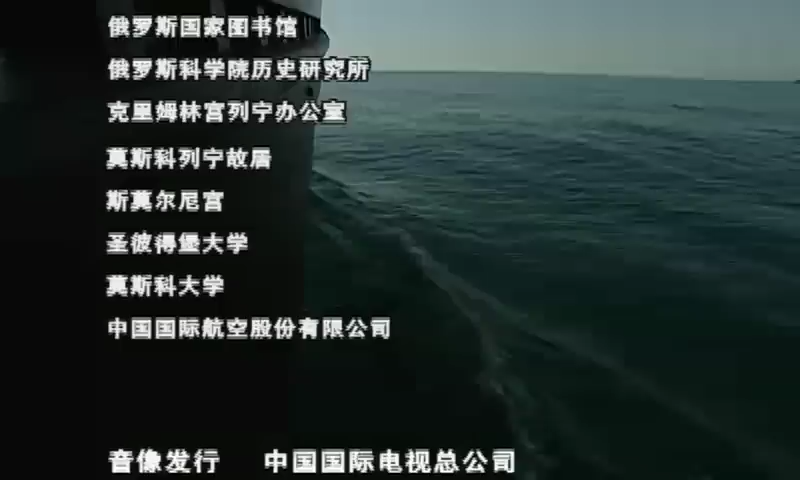 俄罗斯国家图书馆
俄罗斯科学院历史研究所
克里姆林宫列宁办公室
莫斯科列宁故居
斯莫尔尼宫
圣彼得堡大学
莫斯科大学
中国国际航空股份有限公司
音像发行 中国国际电视总公司